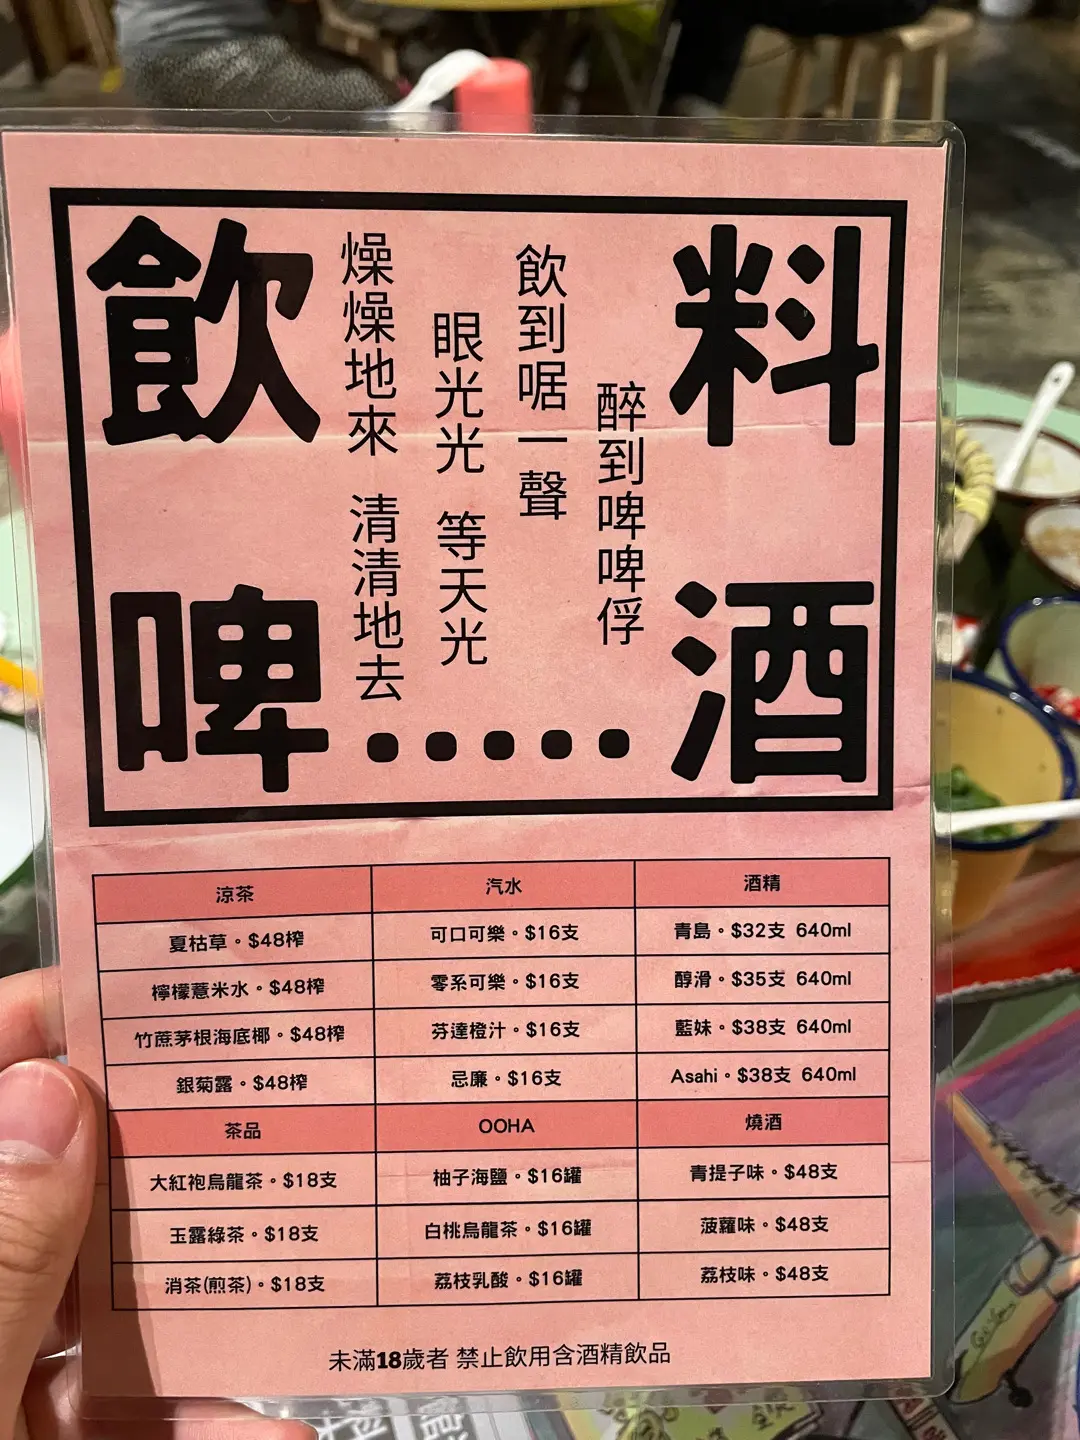 飲料
啤.....酒
燥燥地來 清清地去
眼光光 等天光
飲到啹一聲
醉到啤啤俘
涼茶
夏枯草。$48榨
檸檬薏米水。$48榨
竹蔗茅根海底椰。$48榨
銀菊露。$48榨
汽水
可口可樂。$16支
零系可樂。$16支
芬達橙汁。$16支
忌廉。$16支
酒精
青島。$32支 640ml
醇滑。$35支 640ml
藍妹。$38支 640ml
Asahi。$38支 640ml
茶品
大紅袍烏龍茶。$18支
玉露綠茶。$18支
消茶(煎茶)。$18支
OOHA
柚子海鹽。$16罐
白桃烏龍茶。$16罐
荔枝乳酸。$16罐
燒酒
青提子味。$48支
菠蘿味。$48支
荔枝味。$48支
未滿18歲者 禁止飲用含酒精飲品